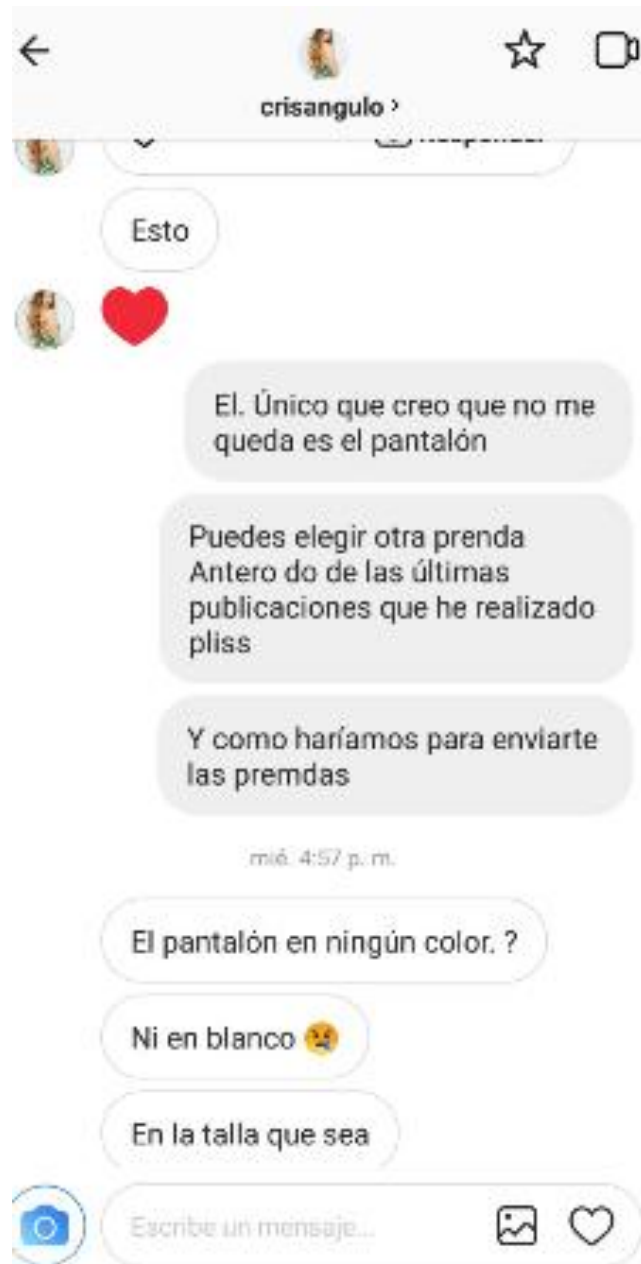 crisangulo
Esto
El. Único que creo que no me
queda es el pantalón
Puedes elegir otra prenda
Antero do de las últimas
publicaciones que he realizado
pliss
Y como haríamos para enviarte
las premdas
mié. 4:57 p. m.
El pantalón en ningún color. ?
Ni en blanco 😢
En la talla que sea
Escribe un mensaje...